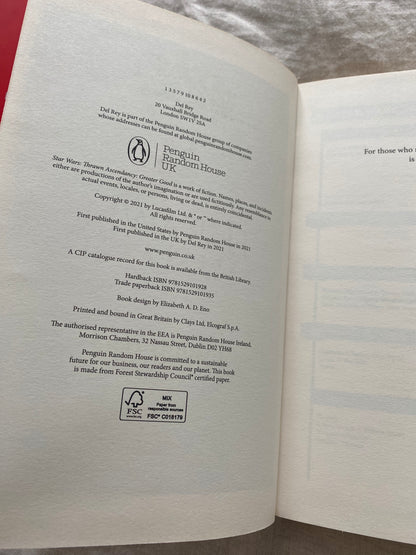 1 3 5 7 9 10 8 6 4 2
Del Rey
20 Vauxhall Bridge Road
London SW1V 2SA
Del Rey is part of the Penguin Random House group of companies
whose addresses can be found at global.penguinrandomhouse.com.
Penguin
Random House
UK
Star Wars: Thrawn Ascendancy: Greater Good is a work of fiction. Names, places, and incidents
either are products of the author's imagination or are used fictitiously. Any resemblance to
actual events, locales, or persons, living or dead, is entirely coincidental.
Copyright © 2021 by Lucasfilm Ltd. & ® or ™ where indicated.
All rights reserved.
First published in the United States by Penguin Random House in 2021
First published in the UK by Del Rey in 2021
www.penguin.co.uk
A CIP catalogue record for this book is available from the British Library.
Hardback ISBN 9781529101928
Trade paperback ISBN 9781529101935
Book design by Elizabeth A. D. Eno
Printed and bound in Great Britain by Clays Ltd, Elcograf S.p.A.
The authorised representative in the EEA is Penguin Random House Ireland,
Morrison Chambers, 32 Nassau Street, Dublin D02 YH68
Penguin Random House is committed to a sustainable
future for our business, our readers and our planet. This book
is made from Forest Stewardship Council® certified paper.
FSC
www.fsc.org
MIX
Paper from
responsible sources
FSC® C018179
For those who
is